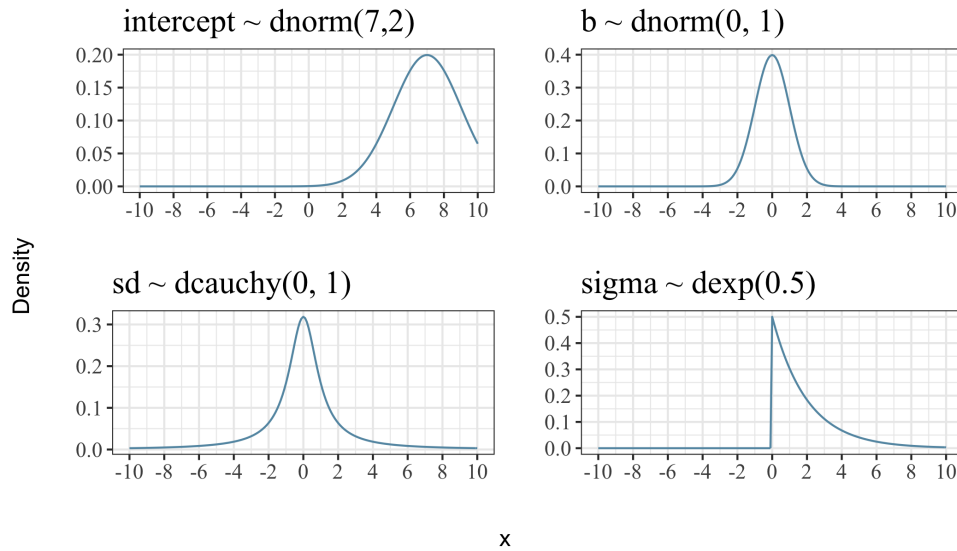 intercept ~ dnorm(7,2)
0.20
0.15
0.10
0.05
0.00
-10 -8 -6 -4 -2 0 2 4 6 8 10
b ~ dnorm(0, 1)
0.4
0.3
0.2
0.1
0.0
-10 -8 -6 -4 -2 0 2 4 6 8 10
Density
sd ~ dcauchy(0, 1)
0.3
0.2
0.1
0.0
-10 -8 -6 -4 -2 0 2 4 6 8 10
sigma ~ dexp(0.5)
0.5
0.4
0.3
0.2
0.1
0.0
-10 -8 -6 -4 -2 0 2 4 6 8 10
x